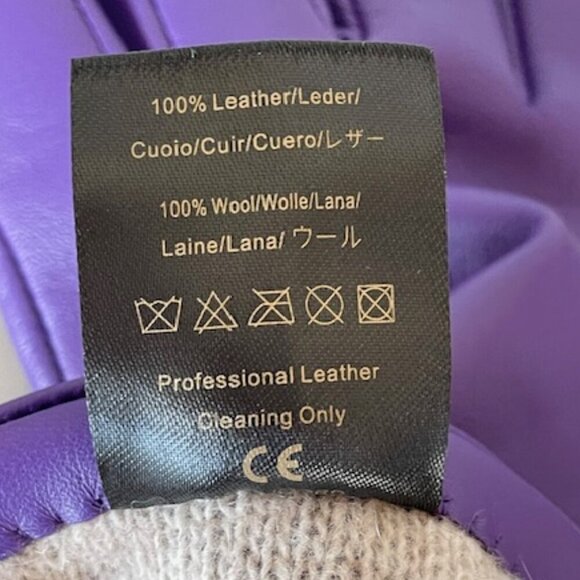 100% Leather/Leder/
Cuoio/Cuir/Cuero/レザー
100% Wool/Wolle/Lana/
Laine/Lana/ ウール
Professional Leather
Cleaning Only
CE